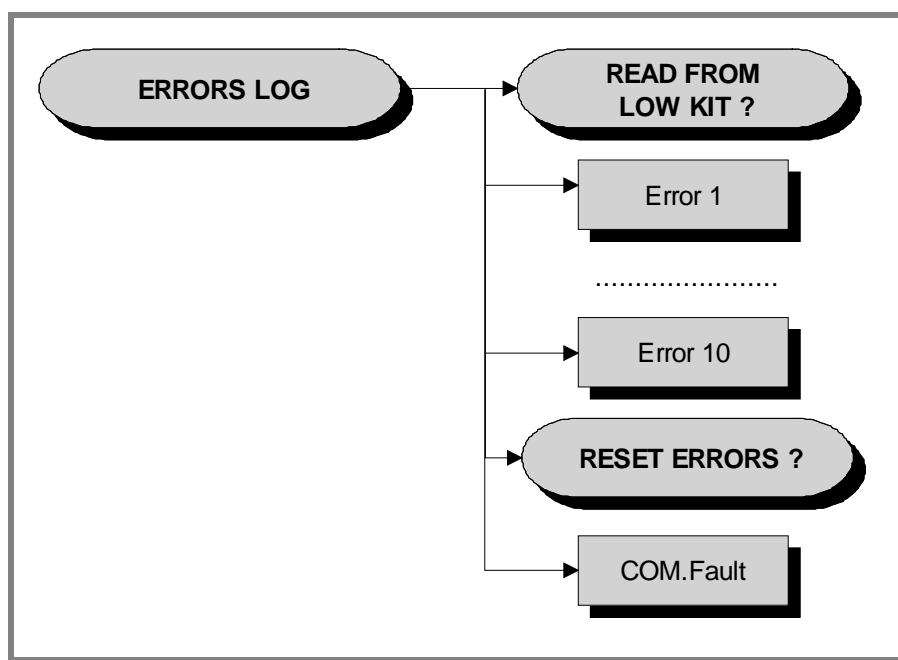 ERRORS LOG
READ FROM
LOW KIT ?
Error 1
.......................
Error 10
RESET ERRORS ?
COM.Fault